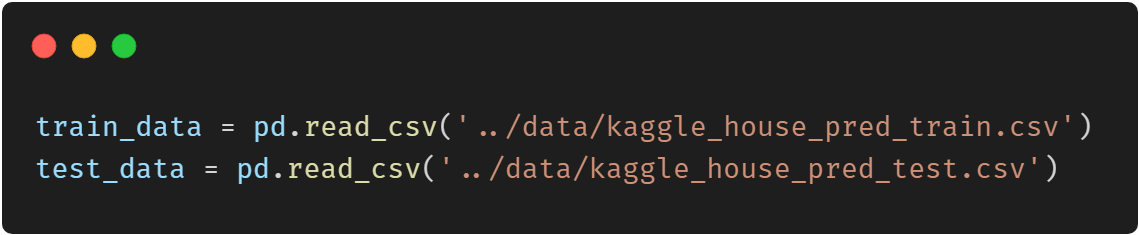 train_data = pd.read_csv('../data/kaggle_house_pred_train.csv')
test_data = pd.read_csv('../data/kaggle_house_pred_test.csv')